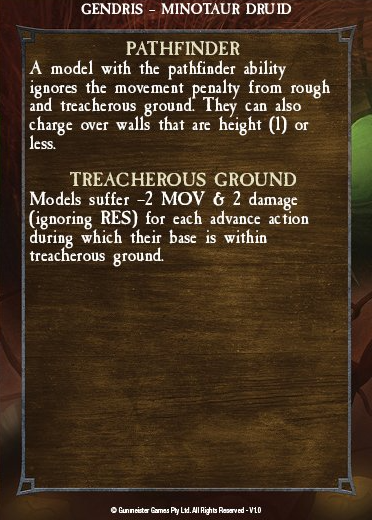 GENDRIS - MINOTAUR DRUID
PATHFINDER
A model with the pathfinder ability
ignores the movement penalty from rough
and treacherous ground. They can also
charge over walls that are height (1) or
less.
TREACHEROUS GROUND
Models suffer -2 MOV & 2 damage
(ignoring RES) for each advance action
during which their base is within
treacherous ground.
© Gunmeister Games Pty Ltd. All Rights Reserved - V1.0